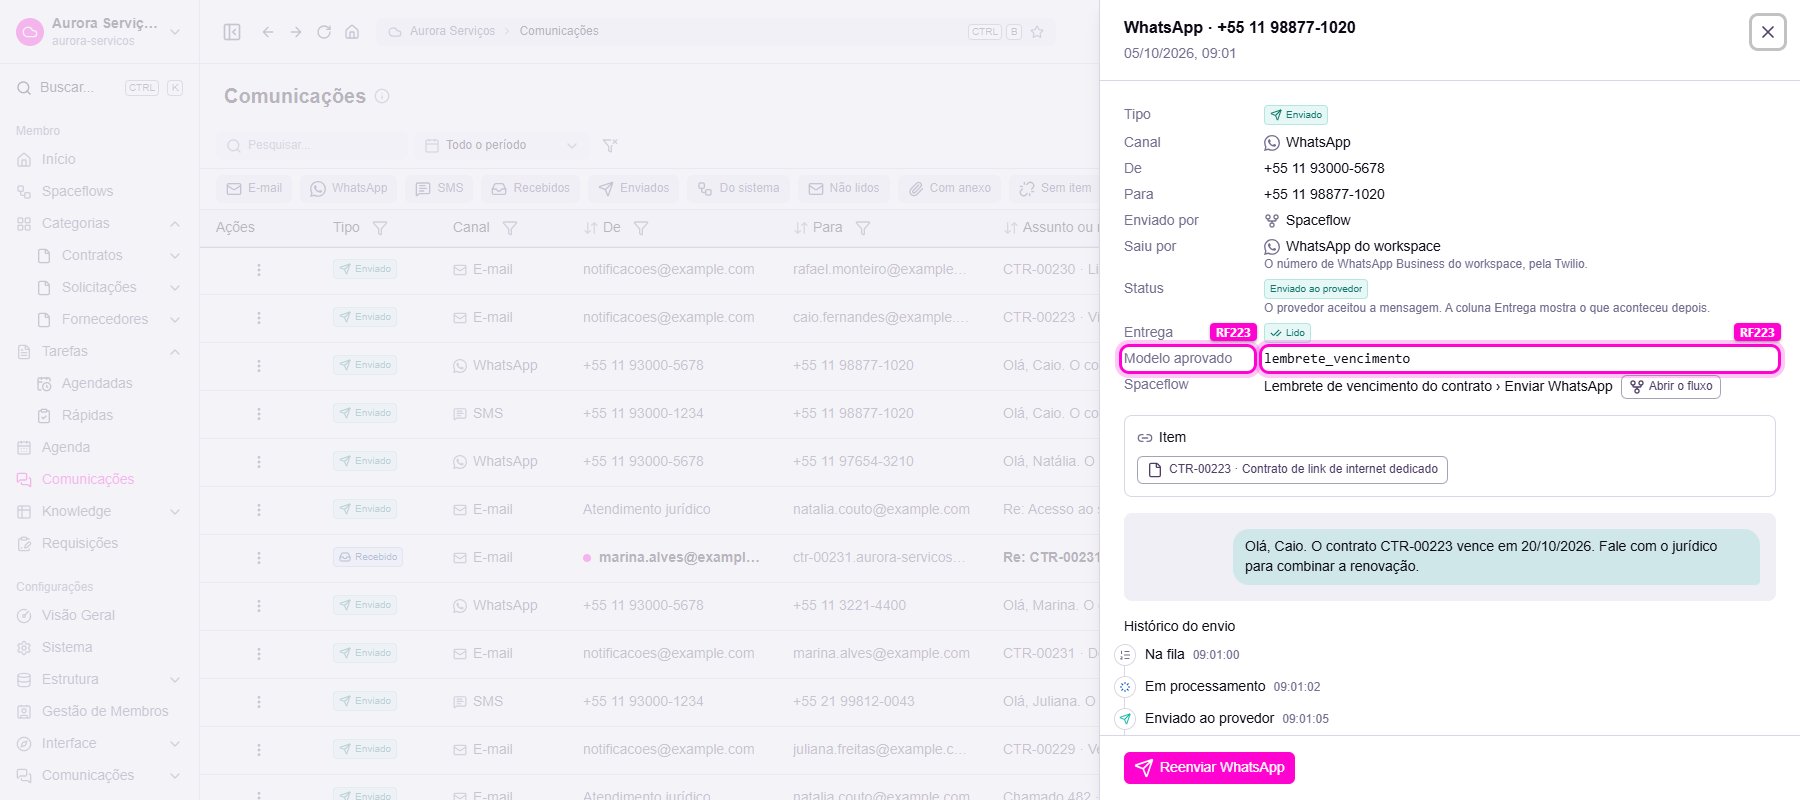 Aurora Serviç...
aurora-servicos
Buscar... CTRL K
Membro
Início
Spaceflows
Categorias
Contratos
Solicitações
Fornecedores
Tarefas
Agendadas
Rápidas
Agenda
Comunicações
Knowledge
Requisições
Configurações
Visão Geral
Sistema
Estrutura
Gestão de Membros
Interface
Comunicações
Aurora Serviços › Comunicações CTRL B
Comunicações
Pesquisar... Todo o período
E-mail WhatsApp SMS Recebidos Enviados Do sistema Não lidos Com anexo Sem item
Ações Tipo Canal De Para Assunto ou
Enviado E-mail notificacoes@example.com rafael.monteiro@example... CTR-00230 · Li
Enviado E-mail notificacoes@example.com caio.fernandes@example.... CTR-00223 · Vi
Enviado WhatsApp +55 11 93000-5678 +55 11 98877-1020 Olá, Caio. O co
Enviado SMS +55 11 93000-1234 +55 11 98877-1020 Olá, Caio. O co
Enviado WhatsApp +55 11 93000-5678 +55 11 97654-3210 Olá, Natália. O
Enviado E-mail Atendimento jurídico natalia.couto@example.com Re: Acesso ao s
Recebido E-mail marina.alves@exampl... ctr-00231.aurora-servicos... Re: CTR-00231
Enviado WhatsApp +55 11 93000-5678 +55 11 3221-4400 Olá, Marina. O
Enviado E-mail notificacoes@example.com marina.alves@example.com CTR-00231 · D
Enviado SMS +55 11 93000-1234 +55 21 99812-0043 Olá, Juliana. O
Enviado E-mail notificacoes@example.com juliana.freitas@example.c... CTR-00229 · Ve
Enviado E-mail Atendimento jurídico natalia.couto@example.com Chamado 482 ·
WhatsApp · +55 11 98877-1020
05/10/2026, 09:01
Tipo Enviado
Canal WhatsApp
De +55 11 93000-5678
Para +55 11 98877-1020
Enviado por Spaceflow
Saiu por WhatsApp do workspace
O número de WhatsApp Business do workspace, pela Twilio.
Status Enviado ao provedor
O provedor aceitou a mensagem. A coluna Entrega mostra o que aconteceu depois.
Entrega RF223 Lido RF223
Modelo aprovado lembrete_vencimento
Spaceflow Lembrete de vencimento do contrato › Enviar WhatsApp Abrir o fluxo
Item
CTR-00223 · Contrato de link de internet dedicado
Olá, Caio. O contrato CTR-00223 vence em 20/10/2026. Fale com o jurídico
para combinar a renovação.
Histórico do envio
Na fila 09:01:00
Em processamento 09:01:02
Enviado ao provedor 09:01:05
Reenviar WhatsApp